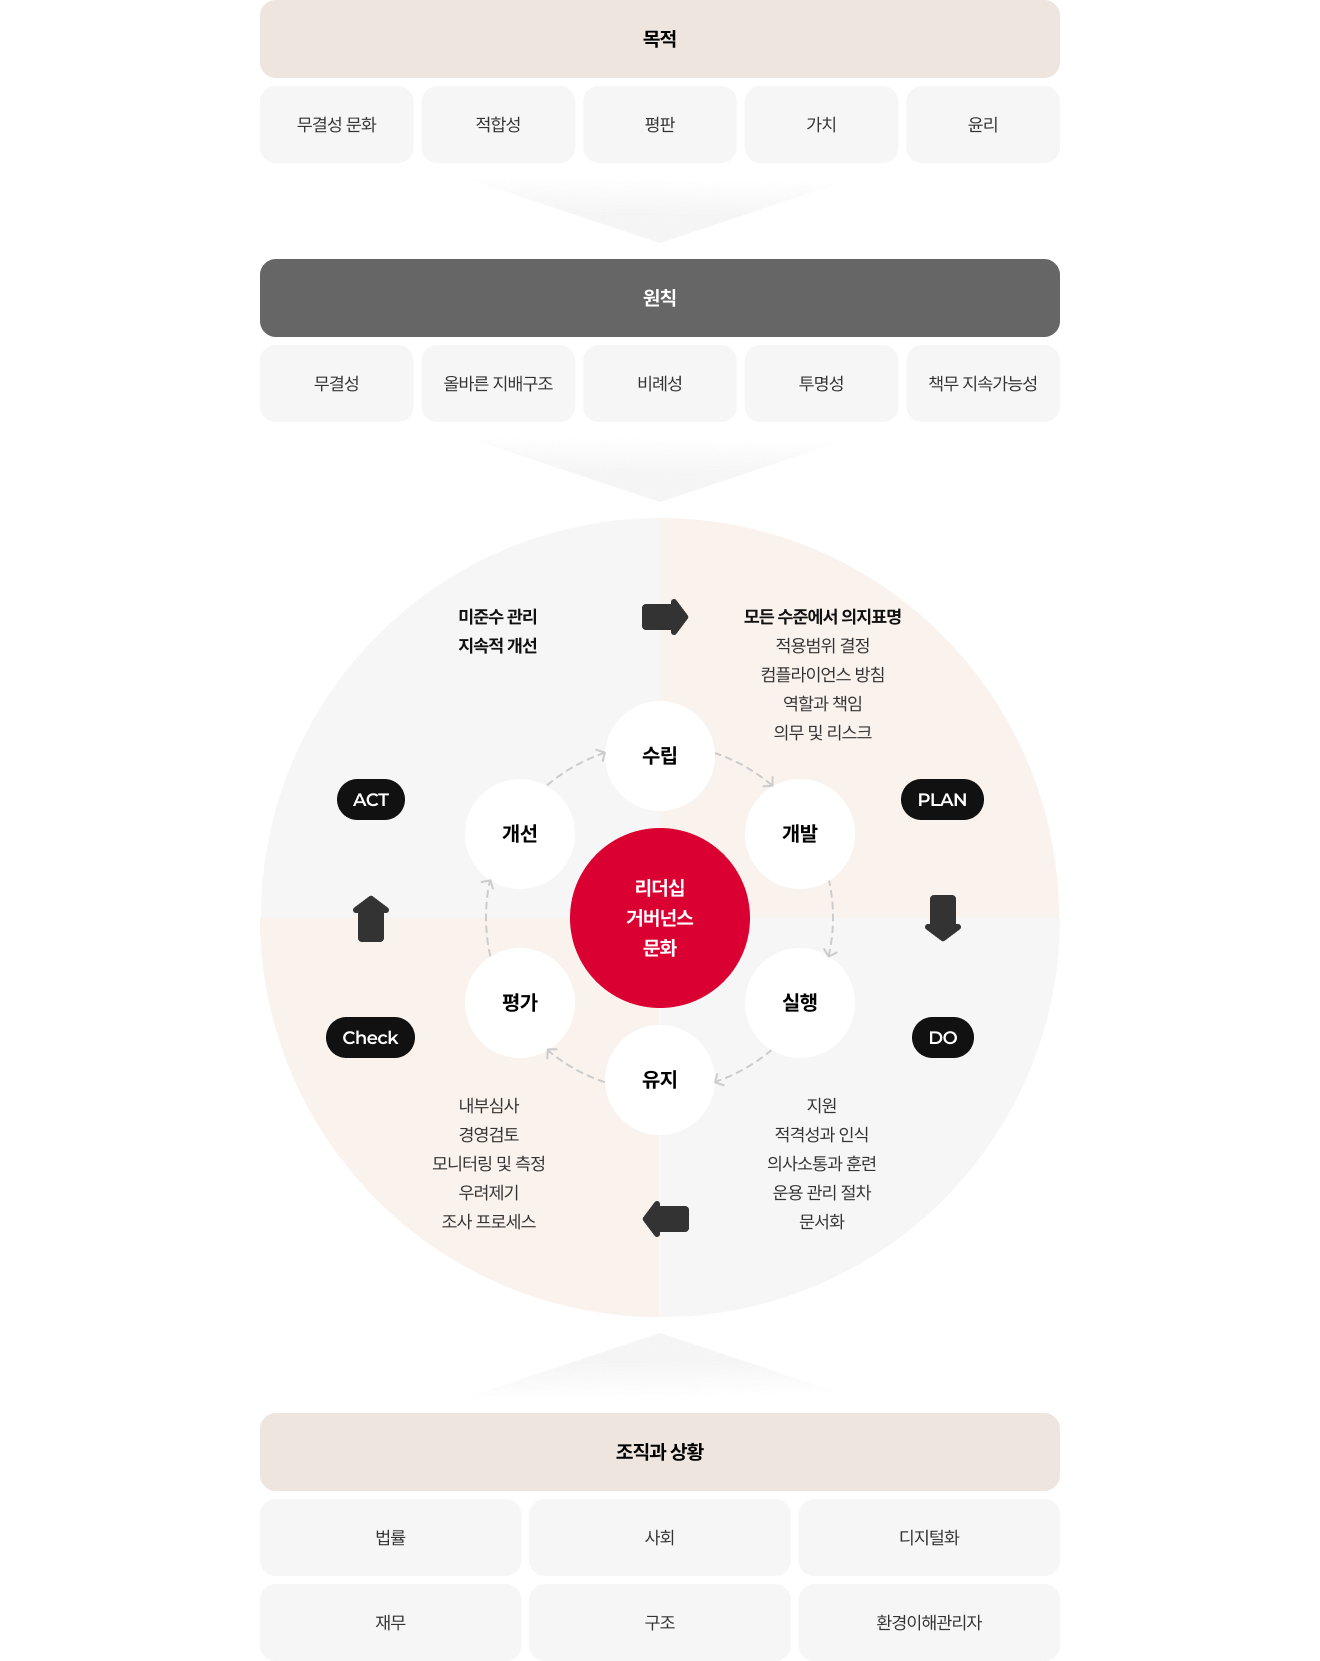 목적
무결성 문화
적합성
평판
가치
윤리
원칙
무결성
올바른 지배구조
비례성
투명성
책무 지속가능성
미준수 관리
지속적 개선
모든 수준에서 의지표명
적용범위 결정
컴플라이언스 방침
역할과 책임
의무 및 리스크
수립
ACT
PLAN
개선
개발
리더십
거버넌스
문화
평가
실행
Check
DO
유지
내부심사
경영검토
모니터링 및 측정
우려제기
조사 프로세스
지원
적격성과 인식
의사소통과 훈련
운용 관리 절차
문서화
조직과 상황
법률
사회
디지털화
재무
구조
환경이해관리자